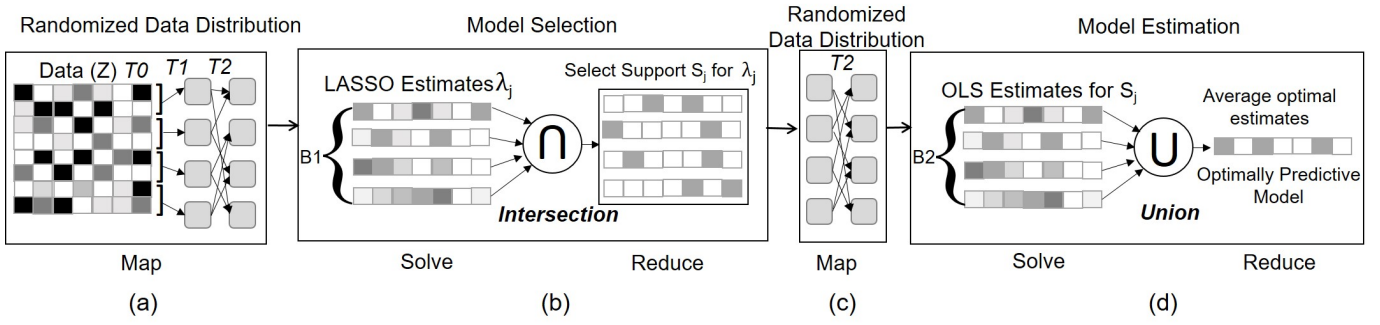 Randomized Data Distribution
Data (Z) T0 T1 T2
Map
(a)
Model Selection
LASSO Estimates λj
B1
∩
Intersection
Select Support Sj for λj
Solve
Reduce
(b)
Randomized
Data Distribution
T2
Map
(c)
Model Estimation
OLS Estimates for Sj
B2
U
Union
Average optimal
estimates
Optimally Predictive
Model
Solve
Reduce
(d)